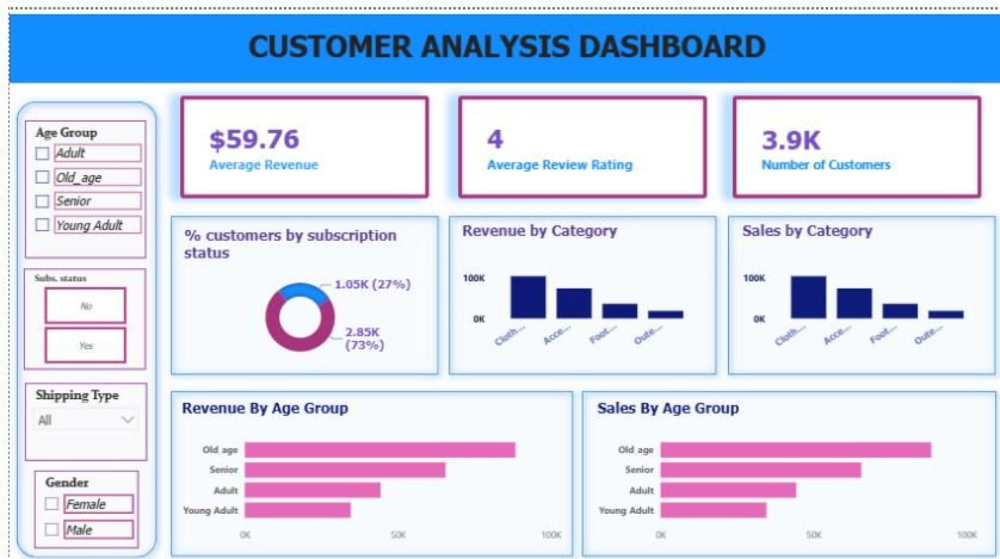 CUSTOMER ANALYSIS DASHBOARD
Age Group
Adult
Old_age
Senior
Young Adult
Subs. status
No
Yes
Shipping Type
All
Gender
Female
Male
$59.76
Average Revenue
4
Average Review Rating
3.9K
Number of Customers
% customers by subscription
status
1.05K (27%)
2.85K
(73%)
Revenue by Category
100K
0K
Cloth...
Acce...
Foot...
Oute...
Sales by Category
100K
0K
Cloth...
Acce...
Foot...
Oute...
Revenue By Age Group
Old_age
Senior
Adult
Young Adult
0K 50K 100K
Sales By Age Group
Old_age
Senior
Adult
Young Adult
0K 50K 100K